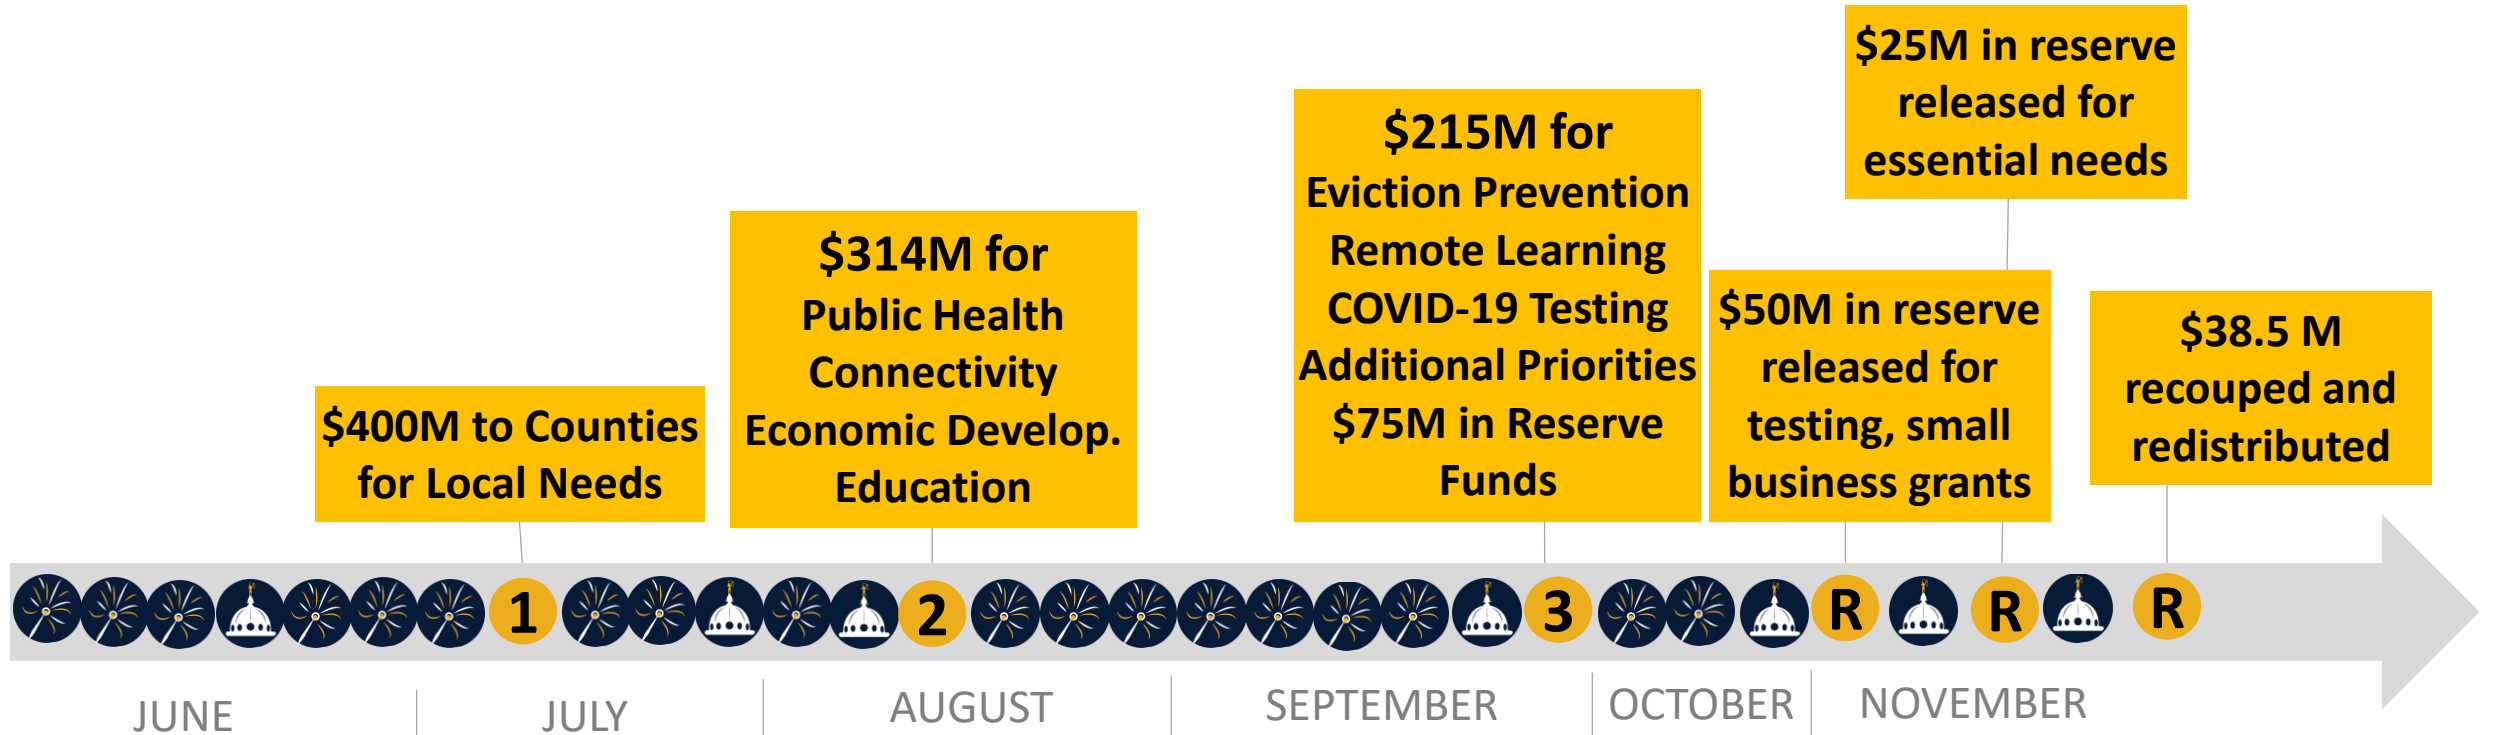 $400M to Counties
for Local Needs
$314M for
Public Health
Connectivity
Economic Develop.
Education
$215M for
Eviction Prevention
Remote Learning
COVID-19 Testing
Additional Priorities
$75M in Reserve
Funds
$50M in reserve
released for
testing, small
business grants
$25M in reserve
released for
essential needs
$38.5 M
recouped and
redistributed
1
2
3
R
R
R
JUNE
JULY
AUGUST
SEPTEMBER
OCTOBER
NOVEMBER